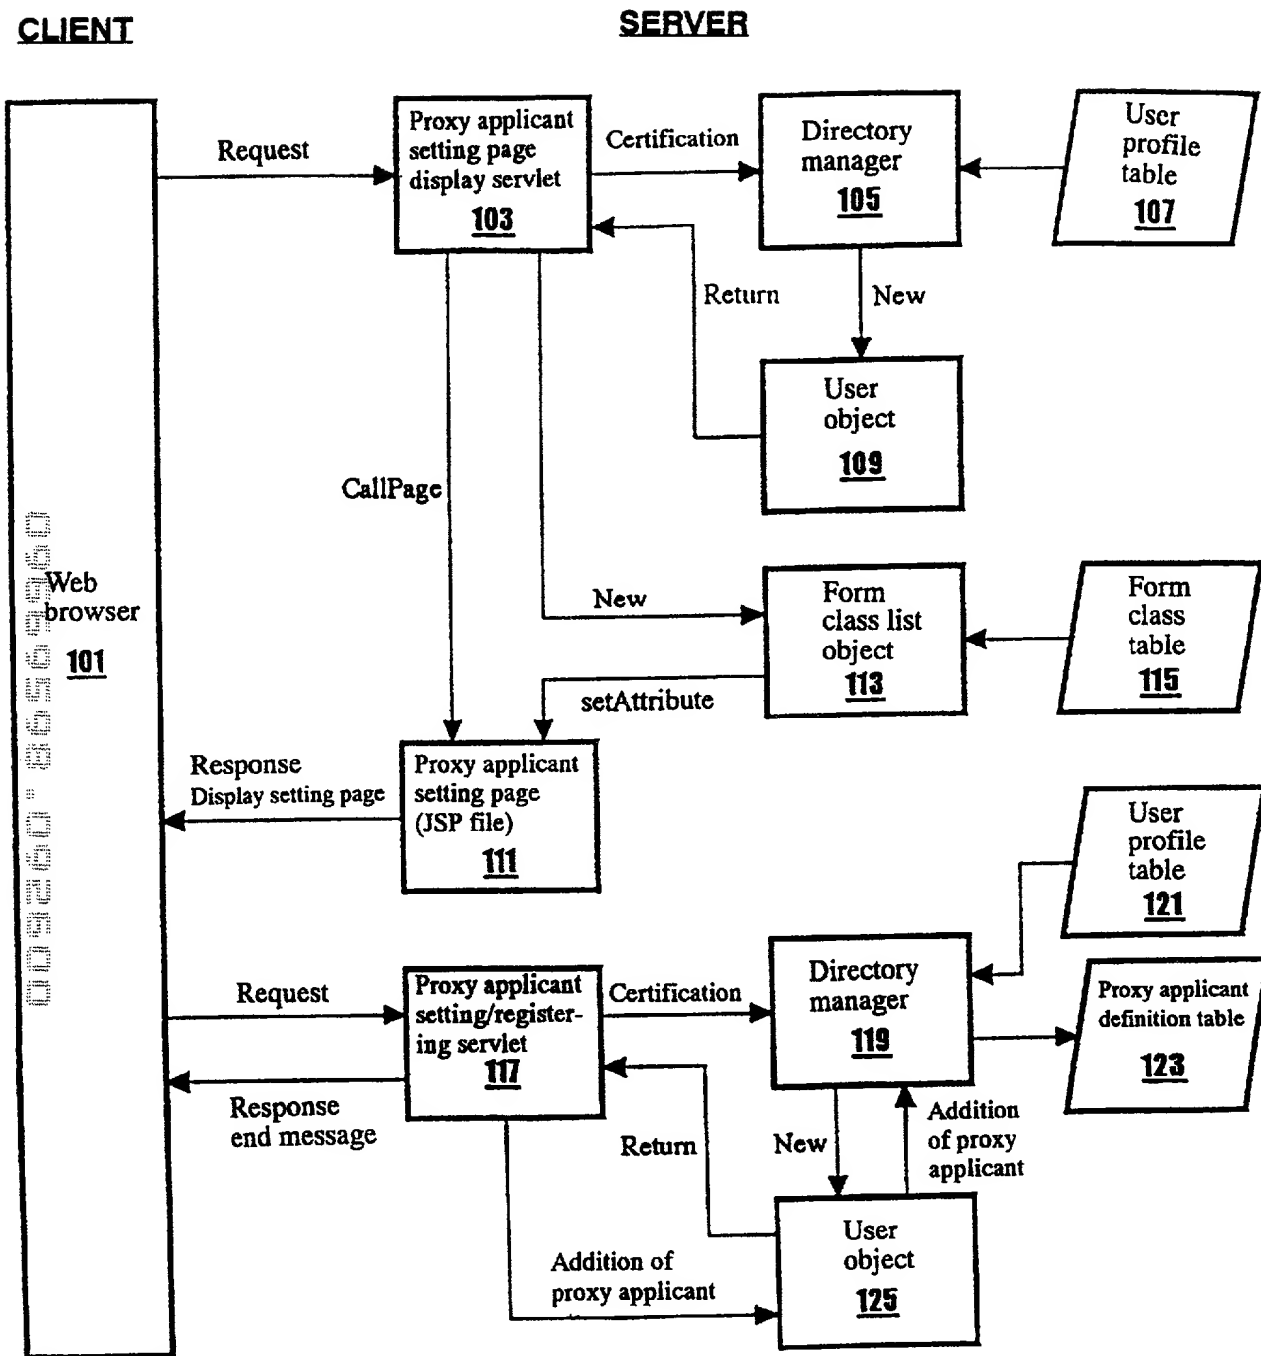 CLIENT
SERVER
Request
Proxy applicant
setting page
display servlet
103
Certification
Directory
manager
105
User
profile
table
107
Return
New
User
object
109
CallPage
Web
browser
101
New
Form
class list
object
113
Form
class
table
115
setAttribute
Response
Display setting page
Proxy applicant
setting page
(JSP file)
111
User
profile
table
121
Request
Proxy applicant
setting/register-
ing servlet
117
Certification
Directory
manager
119
Proxy applicant
definition table
123
Response
end message
Return
New
Addition
of proxy
applicant
Addition of
proxy applicant
User
object
125